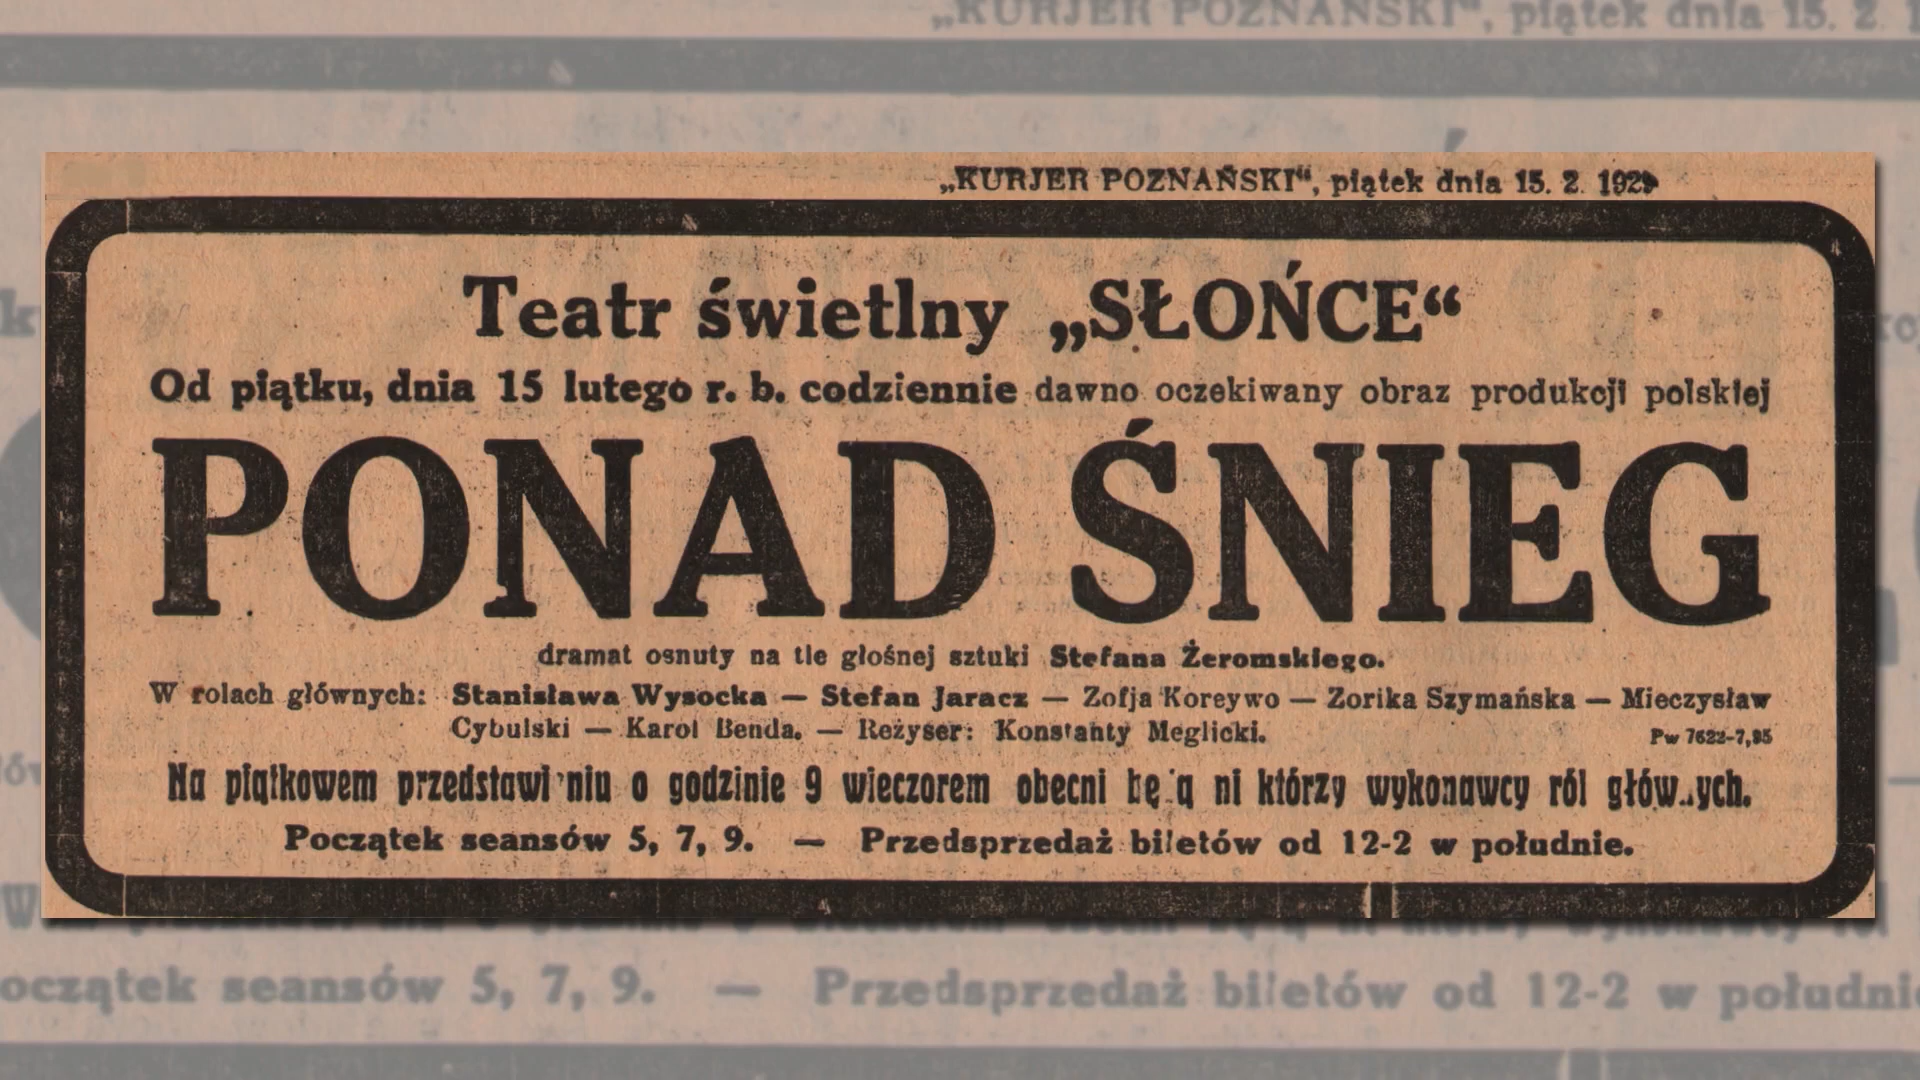 „KURJER POZNAŃSKI“, piątek dnia 15. 2. 1929
Teatr świetlny „SŁOŃCE“
Od piątku, dnia 15 lutego r. b. codziennie dawno oczekiwany obraz produkcji polskiej
PONAD ŚNIEG
dramat osnuty na tle głośnej sztuki Stefana Żeromskiego.
W rolach głównych: Stanisława Wysocka — Stefan Jaracz — Zofja Koreywo — Zorika Szymańska — Mieczysław
Cybulski — Karol Benda. — Reżyser: Konstanty Meglicki.
Pw 7622-7,95
Na piątkowem przedstawieniu o godzinie 9 wieczorem obecni będą niektórzy wykonawcy ról głównych.
Początek seansów 5, 7, 9. — Przedsprzedaż biletów od 12-2 w południe.